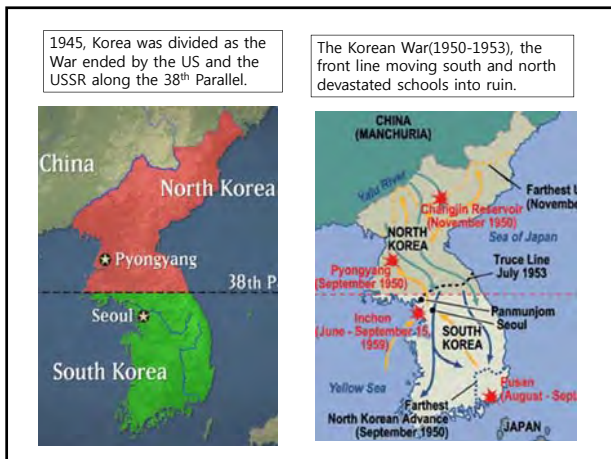 1945, Korea was divided as the
War ended by the US and the
USSR along the 38th Parallel.
The Korean War(1950-1953), the
front line moving south and north
devastated schools into ruin.
China
North Korea
Pyongyang
38th P
Seoul
South Korea
CHINA
(MANCHURIA)
Yalu River
Farthest U
(Novembe
Changjin Reservoir
(November 1950)
Sea of Japan
NORTH
KOREA
Truce Line
July 1953
Pyongyang
(September 1950)
Panmunjom
Seoul
Inchon
(June - September 15,
1959)
SOUTH
KOREA
Yellow Sea
Pusan
(August - Sept
Farthest
North Korean Advance
(September 1950)
JAPAN